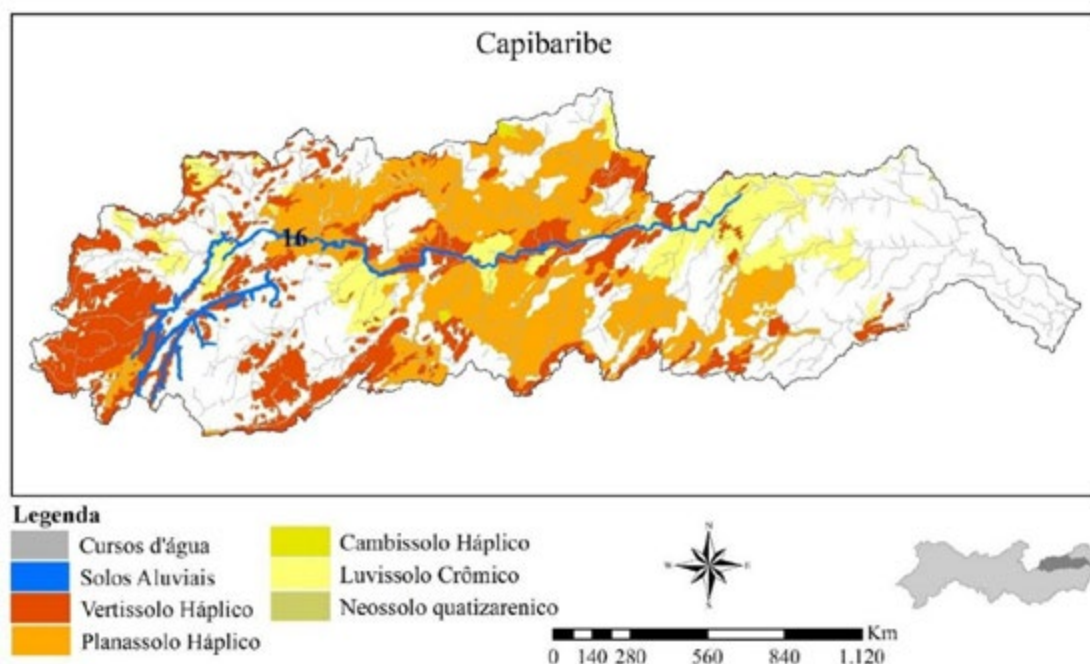 Capibaribe
16
Legenda
Cursos d'água
Solos Aluviais
Vertissolo Háplico
Planassolo Háplico
Cambissolo Háplico
Luvissolo Crômico
Neossolo quatizarenico
N
W
E
S
Km
0 140 280 560 840 1.120